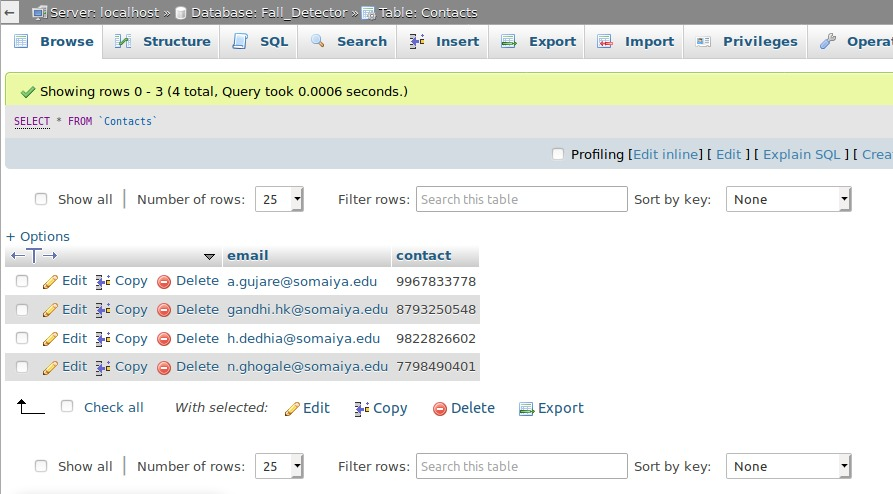 Server: localhost » Database: Fall_Detector » Table: Contacts
Browse Structure SQL Search Insert Export Import Privileges Opera
Showing rows 0 - 3 (4 total, Query took 0.0006 seconds.)
SELECT * FROM `Contacts`
Profiling [Edit inline] [ Edit ] [ Explain SQL ] [ Crea
Show all | Number of rows: 25 Filter rows: Search this table Sort by key: None
+ Options
←T→ email contact
Edit Copy Delete a.gujare@somaiya.edu 9967833778
Edit Copy Delete gandhi.hk@somaiya.edu 8793250548
Edit Copy Delete h.dedhia@somaiya.edu 9822826602
Edit Copy Delete n.ghogale@somaiya.edu 7798490401
Check all With selected: Edit Copy Delete Export
Show all | Number of rows: 25 Filter rows: Search this table Sort by key: None